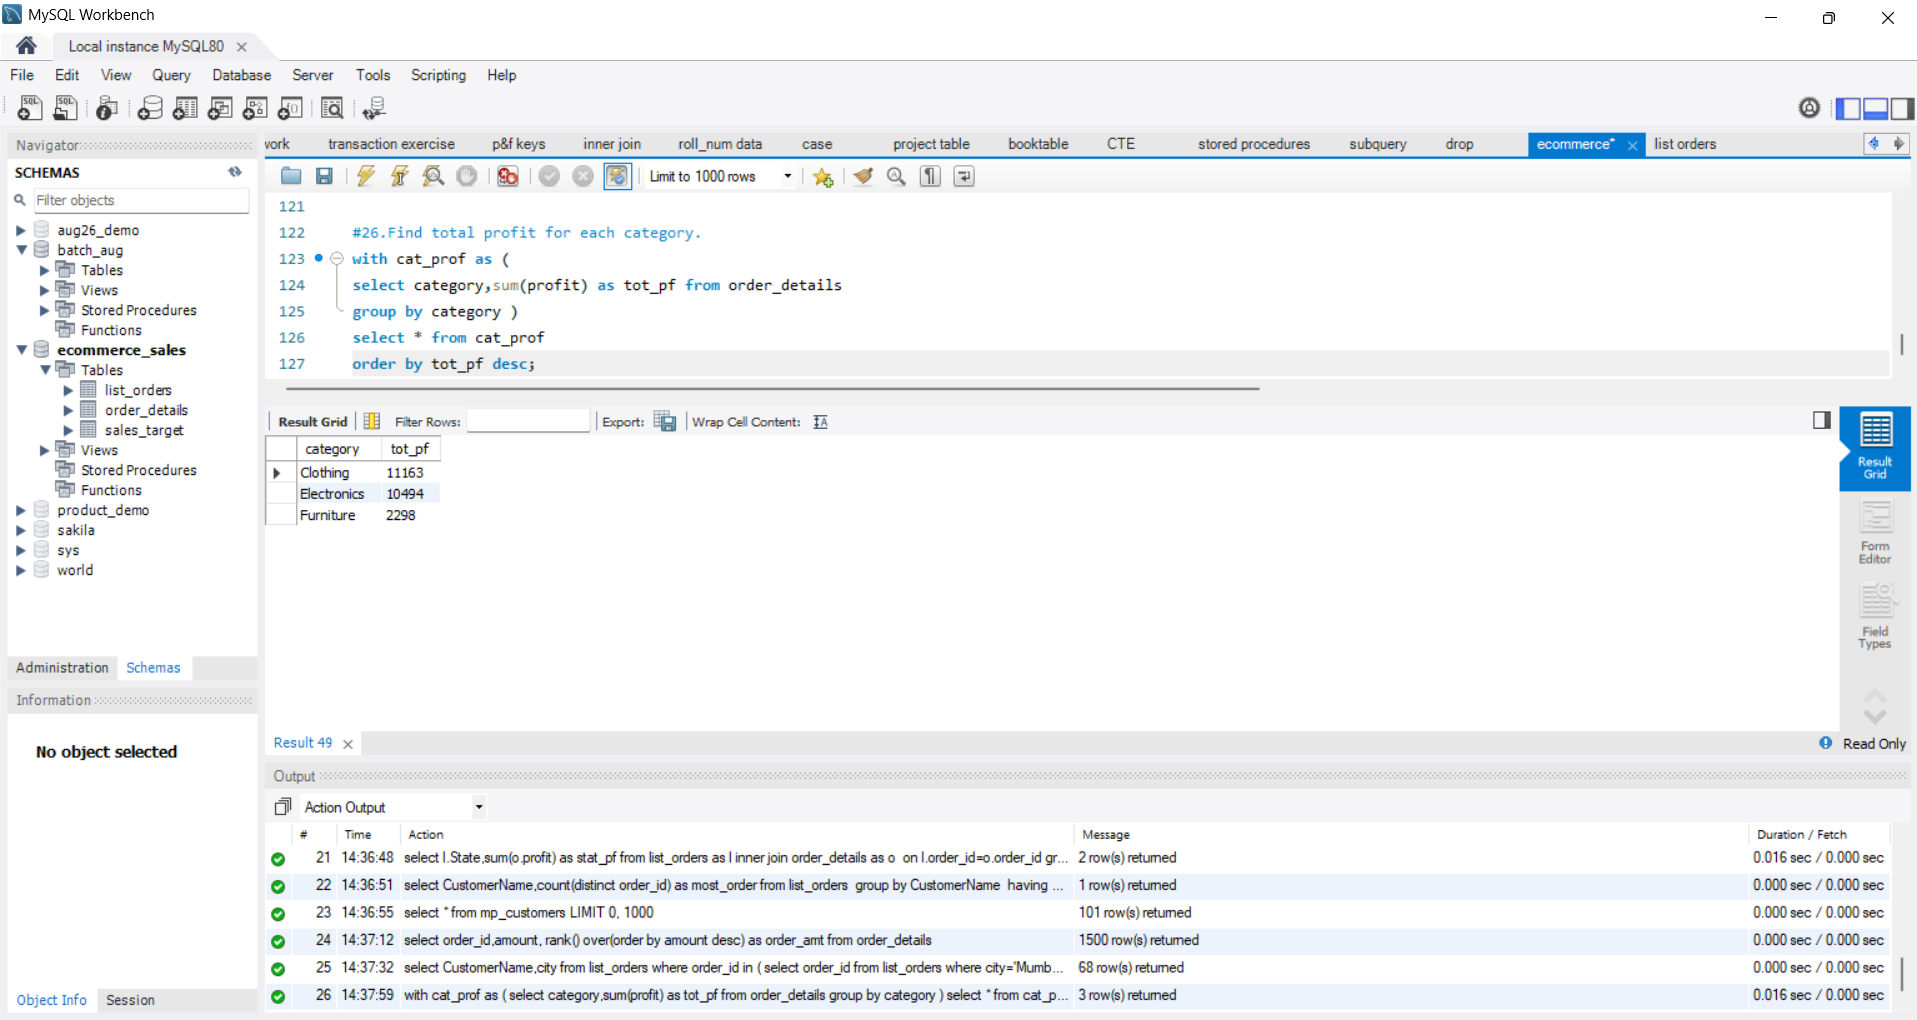 MySQL Workbench
Local instance MySQL80
File Edit View Query Database Server Tools Scripting Help
Navigator
SCHEMAS
Filter objects
aug26_demo
batch_aug
Tables
Views
Stored Procedures
Functions
ecommerce_sales
Tables
list_orders
order_details
sales_target
Views
Stored Procedures
Functions
product_demo
sakila
sys
world
Administration Schemas
Information
No object selected
Object Info Session
work transaction exercise p&f keys inner join roll_num data case project table booktable CTE stored procedures subquery drop ecommerce* list orders
Limit to 1000 rows
121
122 #26.Find total profit for each category.
123 with cat_prof as (
124 select category,sum(profit) as tot_pf from order_details
125 group by category )
126 select * from cat_prof
127 order by tot_pf desc;
Result Grid Filter Rows: Export: Wrap Cell Content:
category tot_pf
Clothing 11163
Electronics 10494
Furniture 2298
Result Grid
Form Editor
Field Types
Result 49
Read Only
Output
Action Output
# Time Action Message Duration / Fetch
21 14:36:48 select l.State,sum(o.profit) as stat_pf from list_orders as l inner join order_details as o on l.order_id=o.order_id gr... 2 row(s) returned 0.016 sec / 0.000 sec
22 14:36:51 select CustomerName,count(distinct order_id) as most_order from list_orders group by CustomerName having ... 1 row(s) returned 0.000 sec / 0.000 sec
23 14:36:55 select * from mp_customers LIMIT 0, 1000 101 row(s) returned 0.000 sec / 0.000 sec
24 14:37:12 select order_id,amount, rank() over(order by amount desc) as order_amt from order_details 1500 row(s) returned 0.000 sec / 0.000 sec
25 14:37:32 select CustomerName,city from list_orders where order_id in ( select order_id from list_orders where city='Mumb... 68 row(s) returned 0.000 sec / 0.000 sec
26 14:37:59 with cat_prof as ( select category,sum(profit) as tot_pf from order_details group by category ) select * from cat_p... 3 row(s) returned 0.016 sec / 0.000 sec